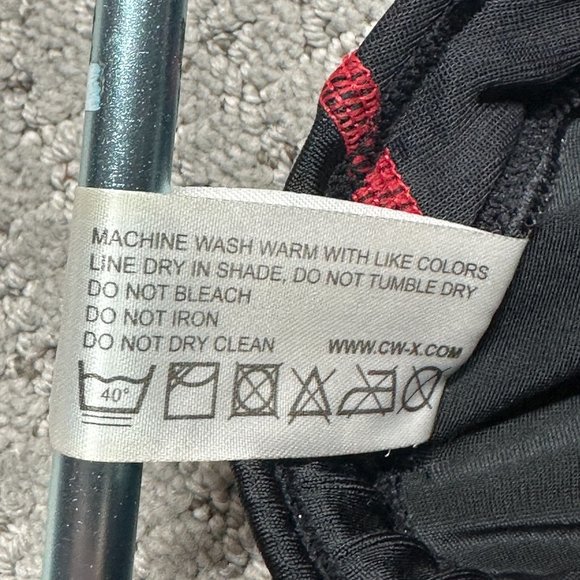 MACHINE WASH WARM WITH LIKE COLORS
LINE DRY IN SHADE, DO NOT TUMBLE DRY
DO NOT BLEACH
DO NOT IRON
DO NOT DRY CLEAN WWW.CW-X.COM
40°